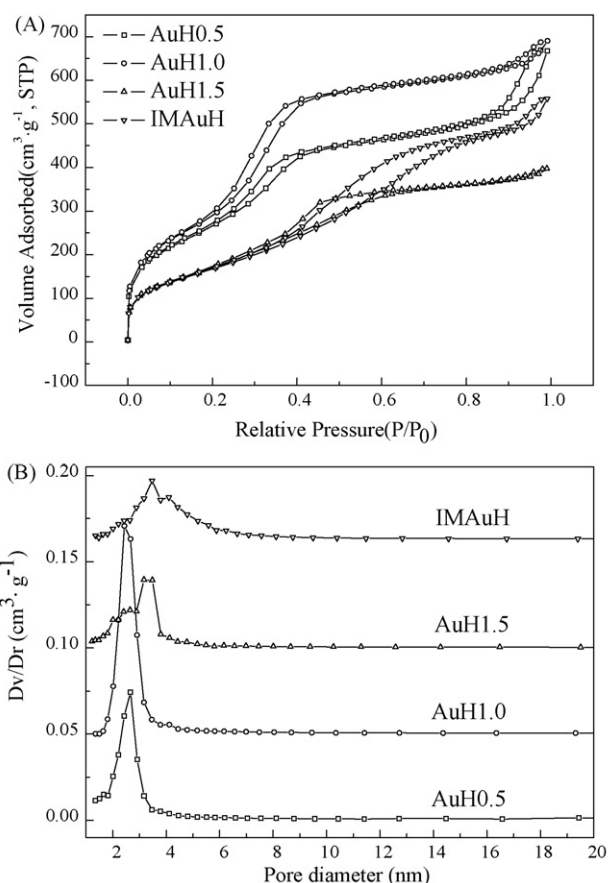 (A)
700
600
500
400
300
200
100
0
-100
AuH0.5
AuH1.0
AuH1.5
IMAuH
Volume Adsorbed(cm³·g⁻¹, STP)
0.0 0.2 0.4 0.6 0.8 1.0
Relative Pressure(P/P₀)
(B)
0.20
0.15
0.10
0.05
0.00
Dv/Dr (cm³·g⁻¹)
IMAuH
AuH1.5
AuH1.0
AuH0.5
2 4 6 8 10 12 14 16 18 20
Pore diameter (nm)